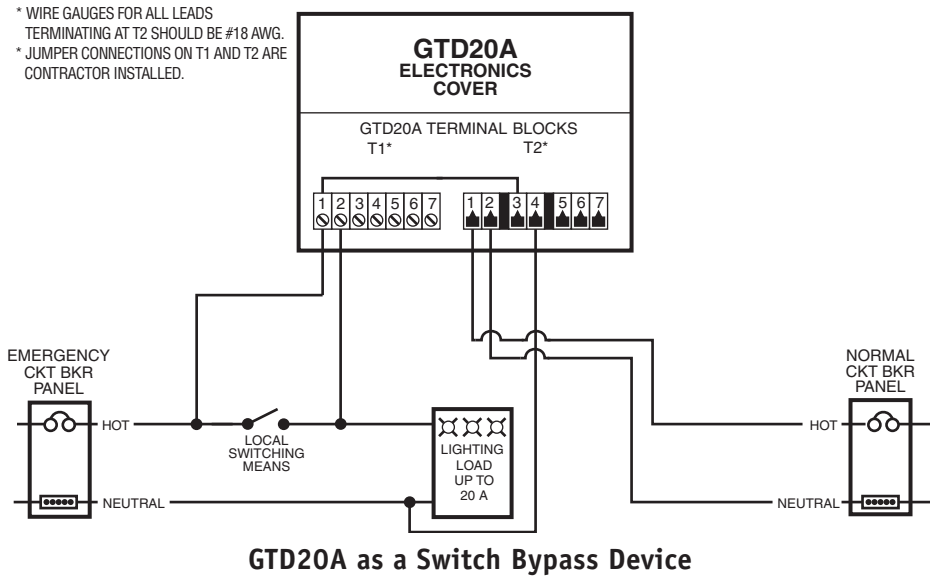 * WIRE GAUGES FOR ALL LEADS
TERMINATING AT T2 SHOULD BE #18 AWG.
* JUMPER CONNECTIONS ON T1 AND T2 ARE
CONTRACTOR INSTALLED.
GTD20A
ELECTRONICS
COVER
GTD20A TERMINAL BLOCKS
T1* T2*
1 2 3 4 5 6 7 1 2 3 4 5 6 7
EMERGENCY
CKT BKR
PANEL
HOT
NEUTRAL
LOCAL
SWITCHING
MEANS
LIGHTING
LOAD
UP TO
20 A
NORMAL
CKT BKR
PANEL
HOT
NEUTRAL
GTD20A as a Switch Bypass Device